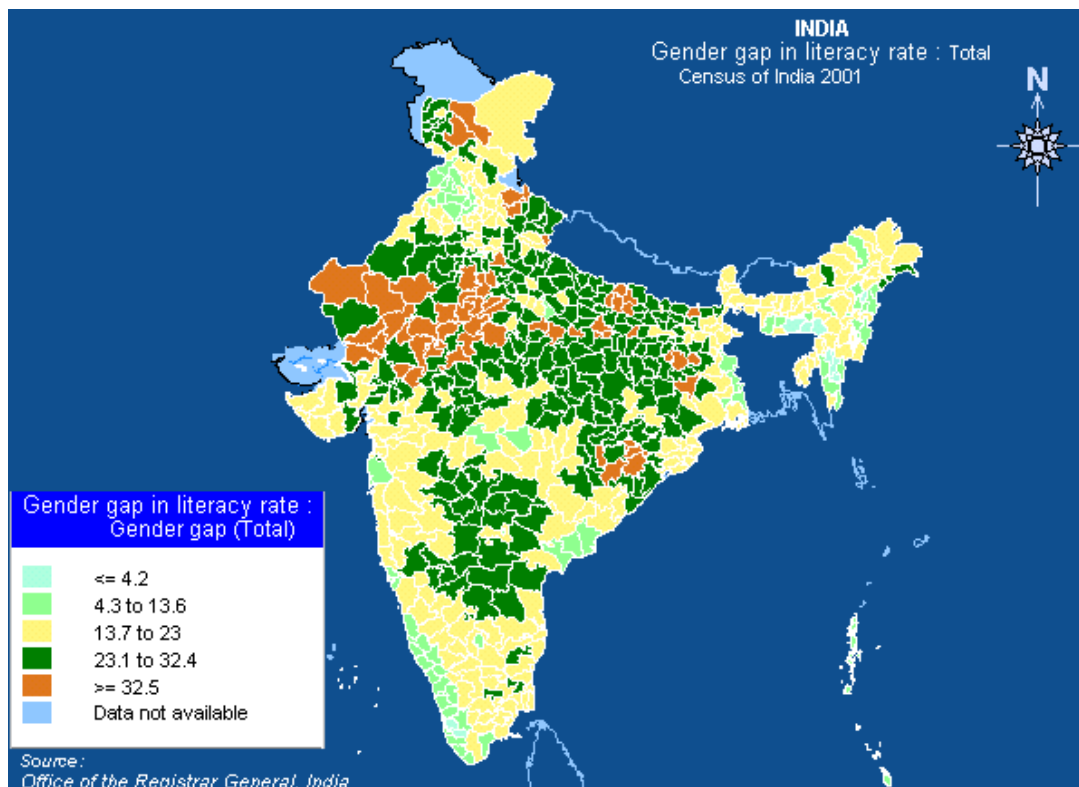 INDIA
Gender gap in literacy rate : Total
Census of India 2001
N
Gender gap in literacy rate :
Gender gap (Total)
<= 4.2
4.3 to 13.6
13.7 to 23
23.1 to 32.4
>= 32.5
Data not available
Source:
Office of the Registrar General, India